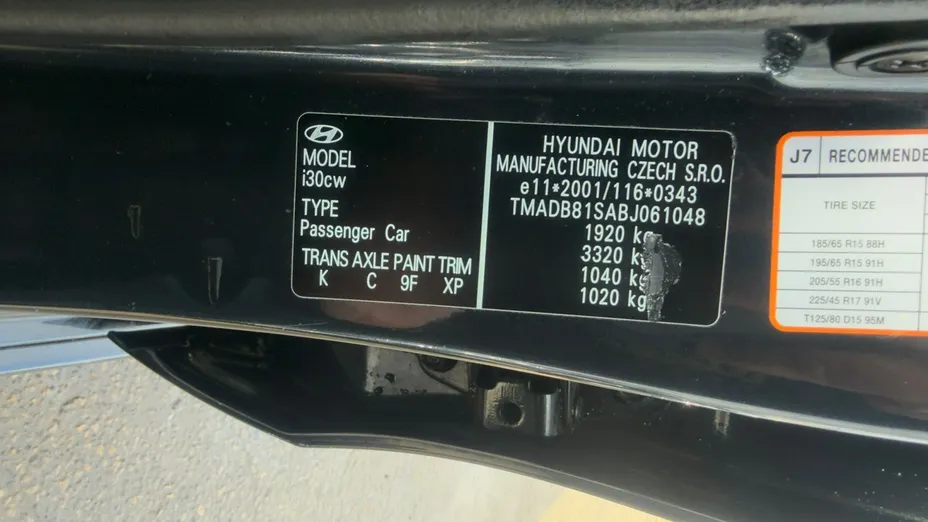 MODEL
i30cw
TYPE
Passenger Car
TRANS AXLE PAINT TRIM
K C 9F XP
HYUNDAI MOTOR
MANUFACTURING CZECH S.R.O.
e11*2001/116*0343
TMADB81SABJ061048
1920 kg
3320 kg
1040 kg
1020 kg
J7 RECOMMENDE
TIRE SIZE
185/65 R15 88H
195/65 R15 91H
205/55 R16 91H
225/45 R17 91V
T125/80 D15 95M